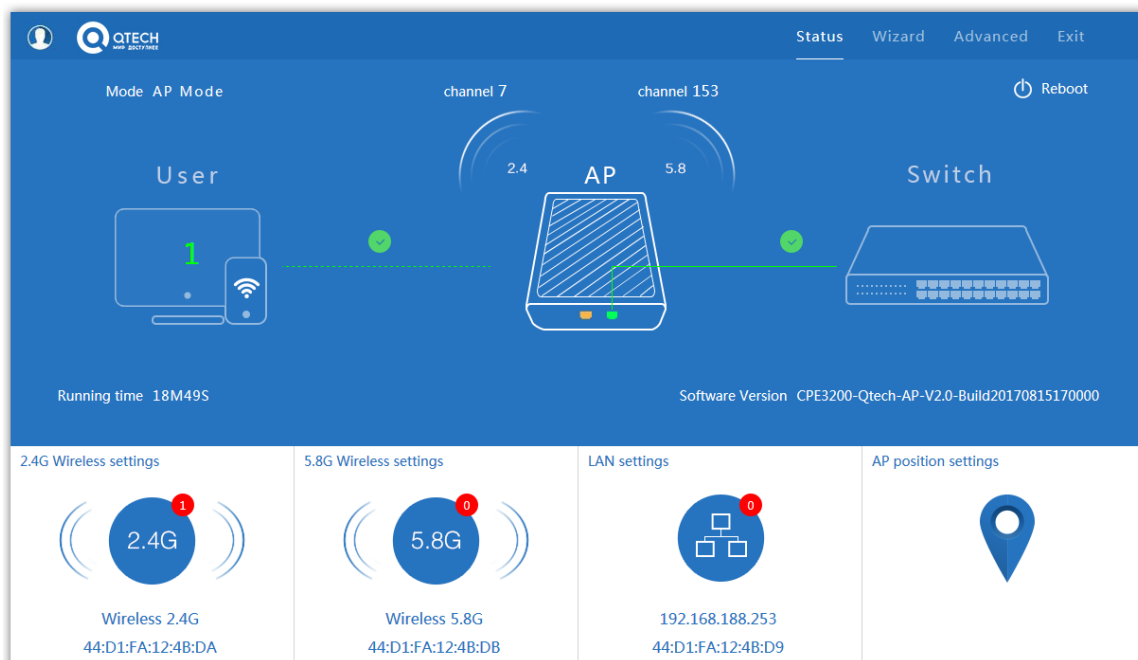 QTECH
МИР ДОСТУПНЕЕ
Status Wizard Advanced Exit
Mode AP Mode
channel 7
channel 153
Reboot
2.4
5.8
User
AP
Switch
1
Running time 18M49S
Software Version CPE3200-Qtech-AP-V2.0-Build20170815170000
2.4G Wireless settings
5.8G Wireless settings
LAN settings
AP position settings
1
0
0
2.4G
5.8G
Wireless 2.4G
Wireless 5.8G
192.168.188.253
44:D1:FA:12:4B:DA
44:D1:FA:12:4B:DB
44:D1:FA:12:4B:D9